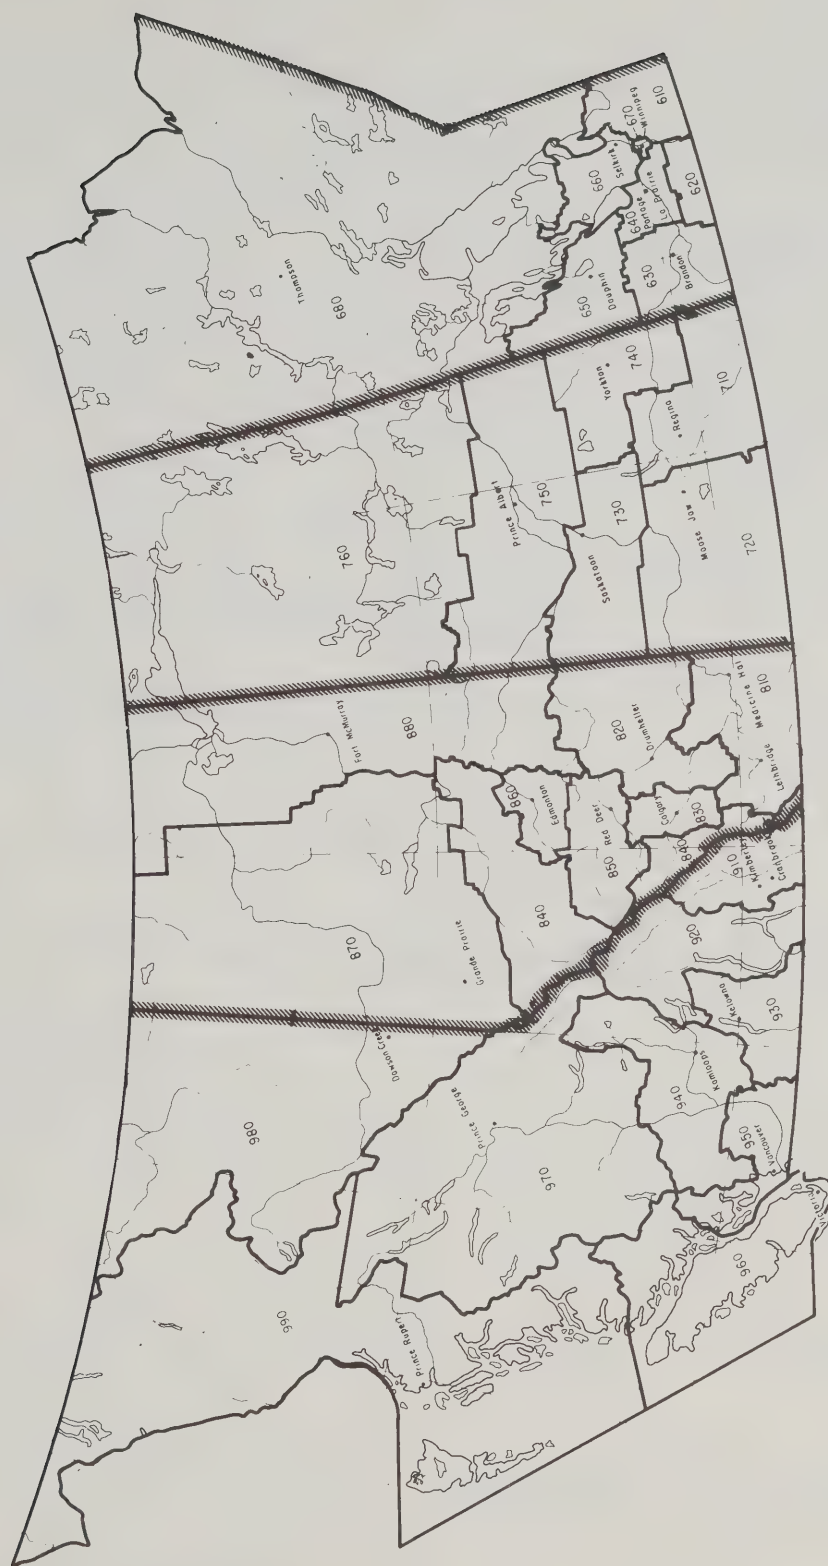 990
Prince Rupert
960
Victoria
980
Dawson Creek
Prince George
970
940
Kamloops
950
Vancouver
930
Kelowna
920
870
Grande Prairie
840
850
Red Deer
860
Edmonton
840
910
Kimberley
Cranbrook
830
Calgary
Fort McMurray
880
820
Drumheller
810
Medicine Hat
Lethbridge
760
Prince Albert
750
Saskatoon
730
720
Moose Jaw
Thompson
680
740
Yorkton
Regina
710
650
Dauphin
630
Brandon
640
Portage
La Prairie
620
660
Selkirk
670
Winnipeg
610